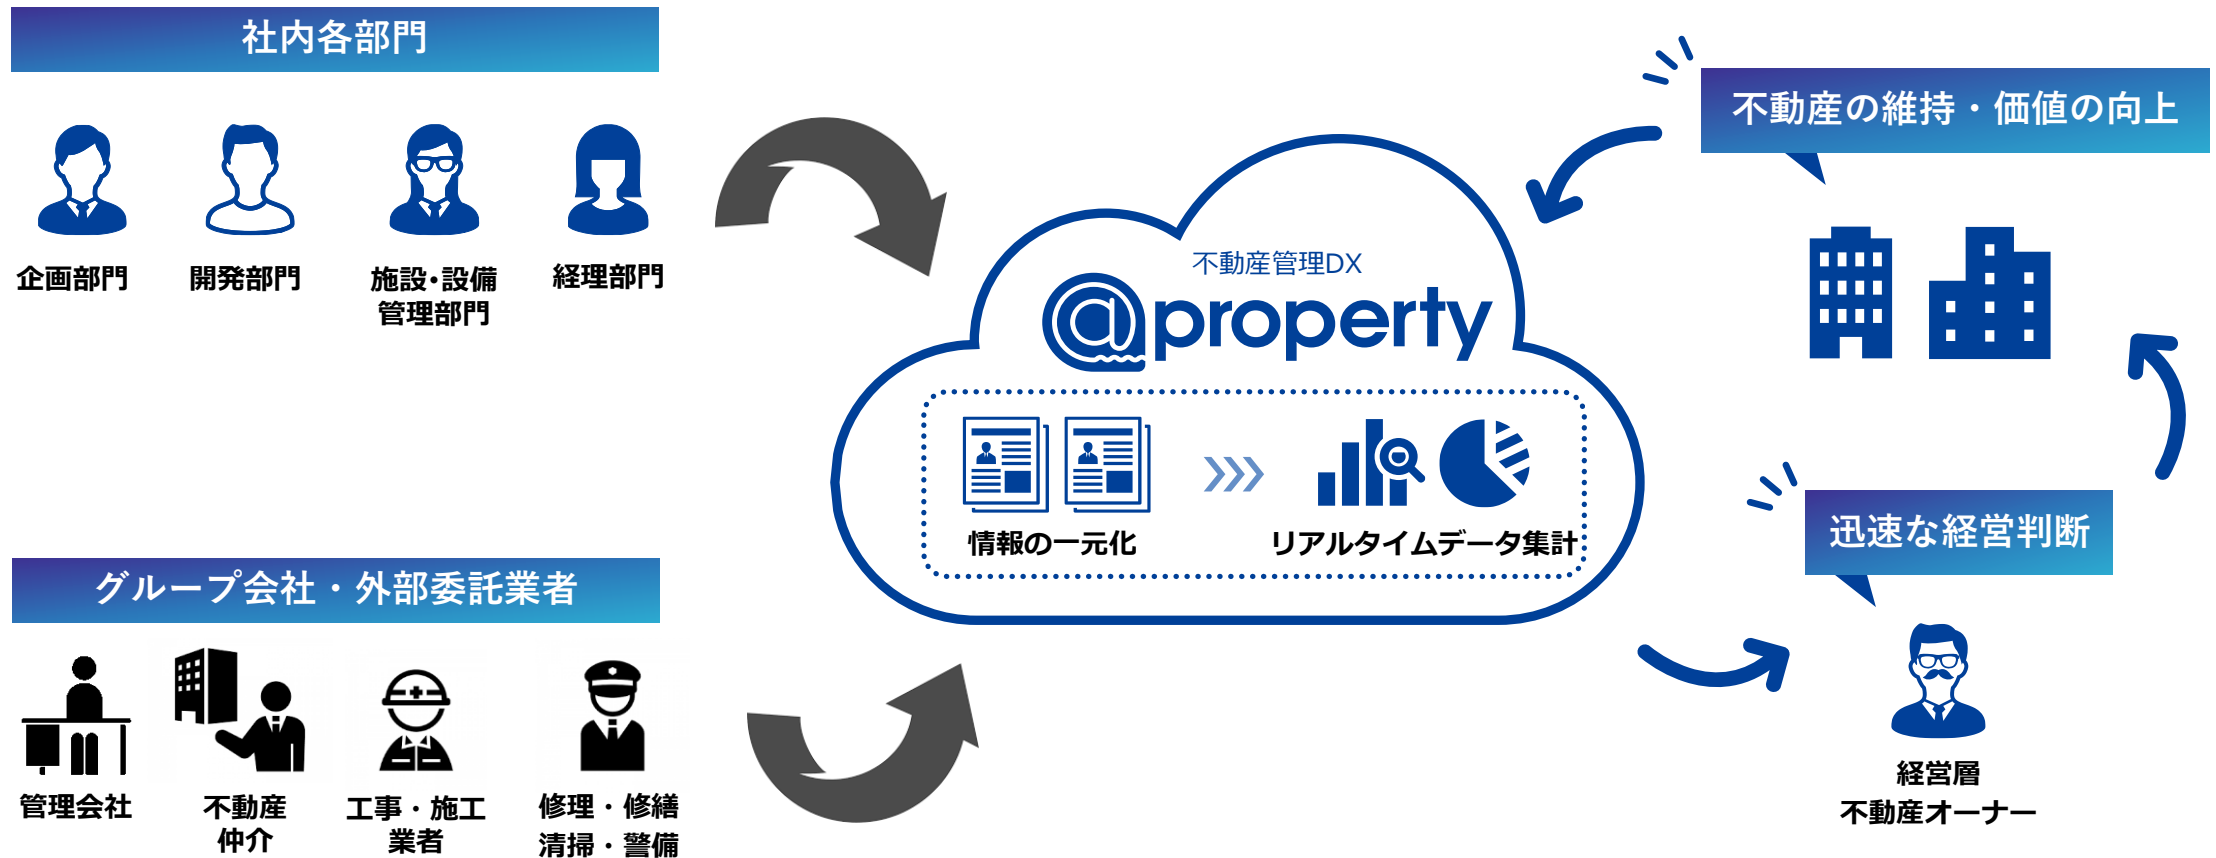 社内各部門
企画部門
開発部門
施設・設備
管理部門
経理部門
グループ会社・外部委託業者
管理会社
不動産
仲介
工事・施工
業者
修理・修繕
清掃・警備
不動産管理DX
@property
情報の一元化
リアルタイムデータ集計
不動産の維持・価値の向上
迅速な経営判断
経営層
不動産オーナー